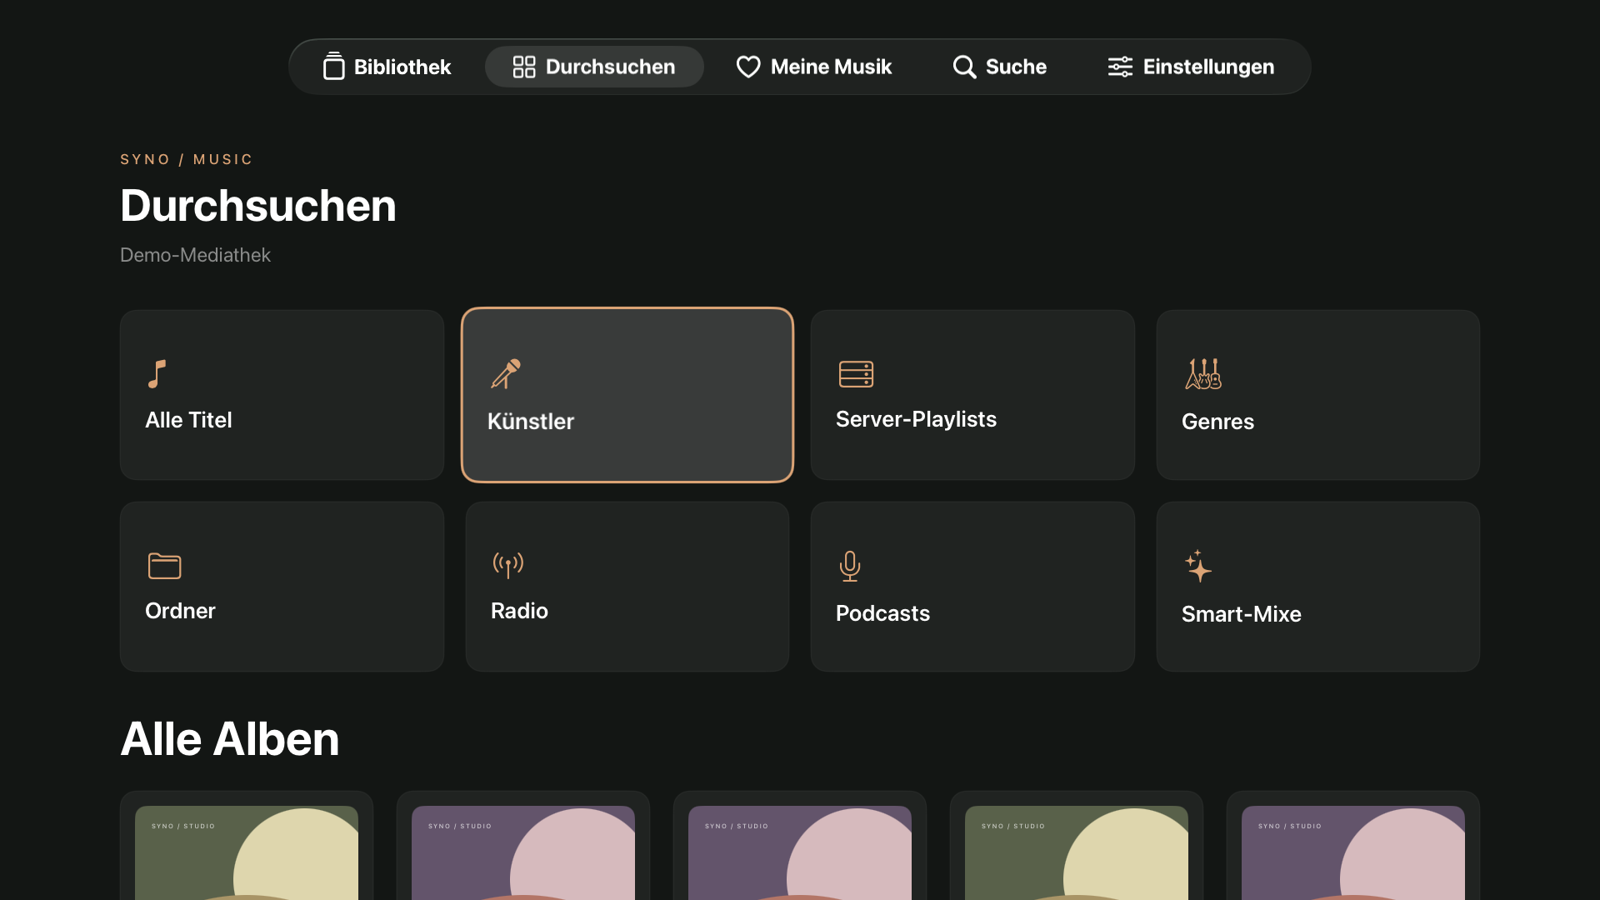 Bibliothek Durchsuchen Meine Musik Suche Einstellungen
SYNO / MUSIC
Durchsuchen
Demo-Mediathek
Alle Titel Künstler Server-Playlists Genres
Ordner Radio Podcasts Smart-Mixe
Alle Alben
SYNO / STUDIO SYNO / STUDIO SYNO / STUDIO SYNO / STUDIO SYNO / STUDIO